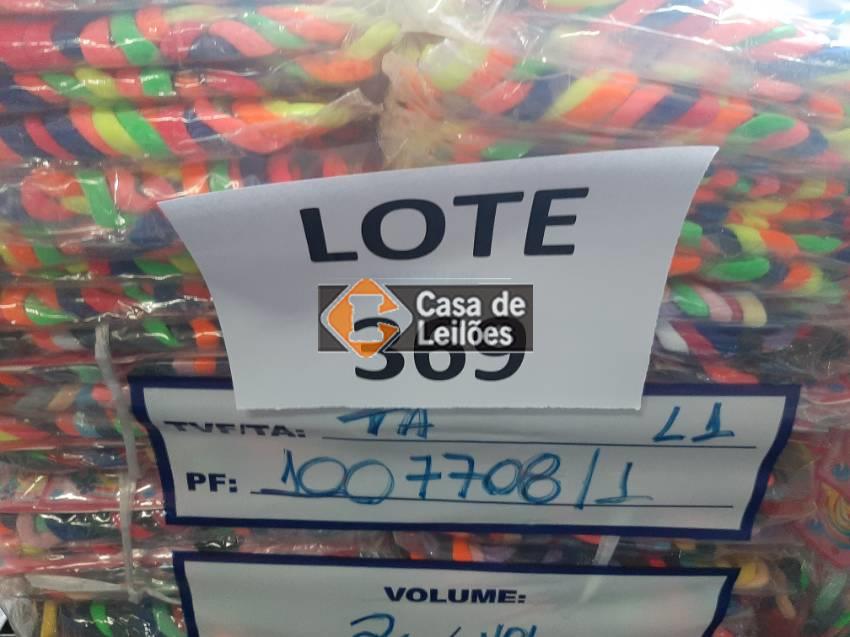 LOTE
Casa de
Leilões
369
TVF/TA: TA L1
PF: 1007708/1
VOLUME: